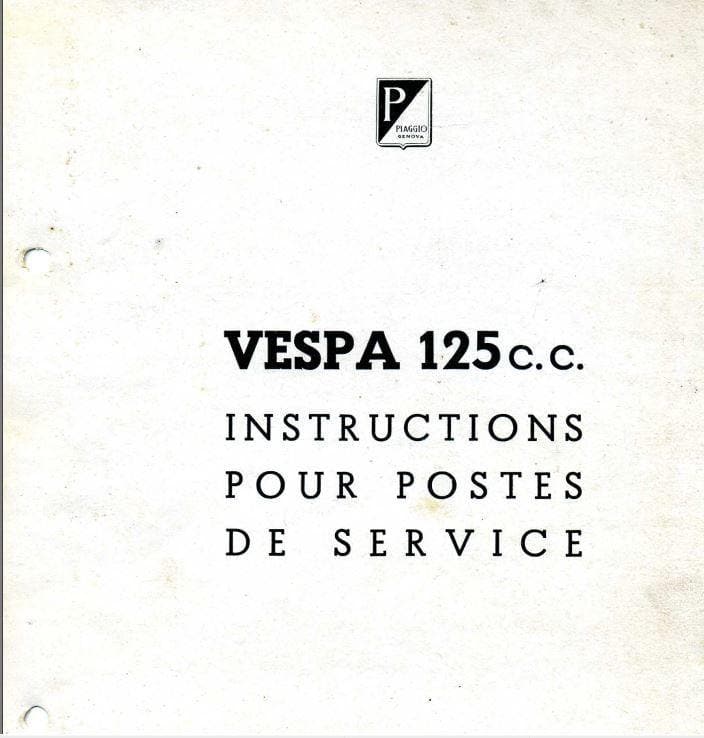 P
PIAGGIO
GENOVA
VESPA 125 c.c.
INSTRUCTIONS
POUR POSTES
DE SERVICE